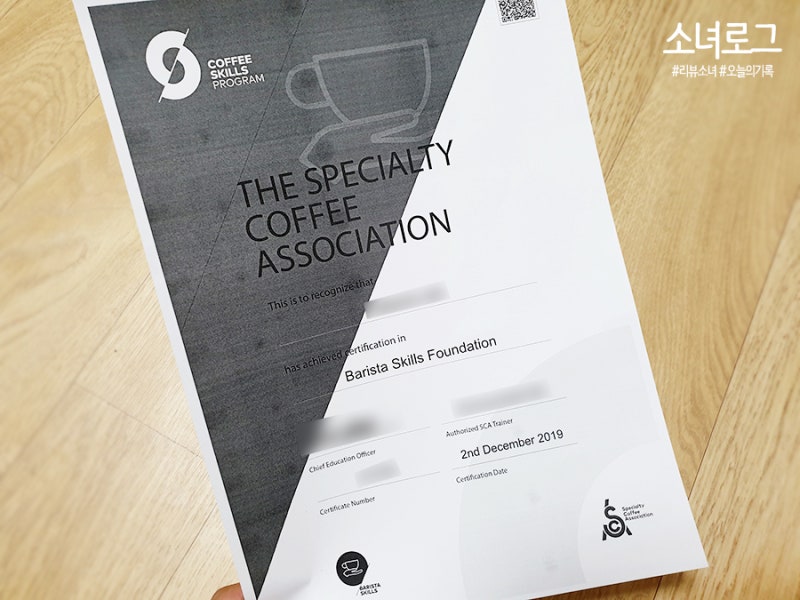 소녀로그
#리뷰소녀 #오늘의기록
COFFEE
SKILLS
PROGRAM
THE SPECIALTY
COFFEE
ASSOCIATION
This is to recognize that
has achieved certification in
Barista Skills Foundation
Chief Education Officer
Authorized SCA Trainer
2nd December 2019
Certificate Number
Certification Date
BARISTA
SKILLS
Specialty
Coffee
Association